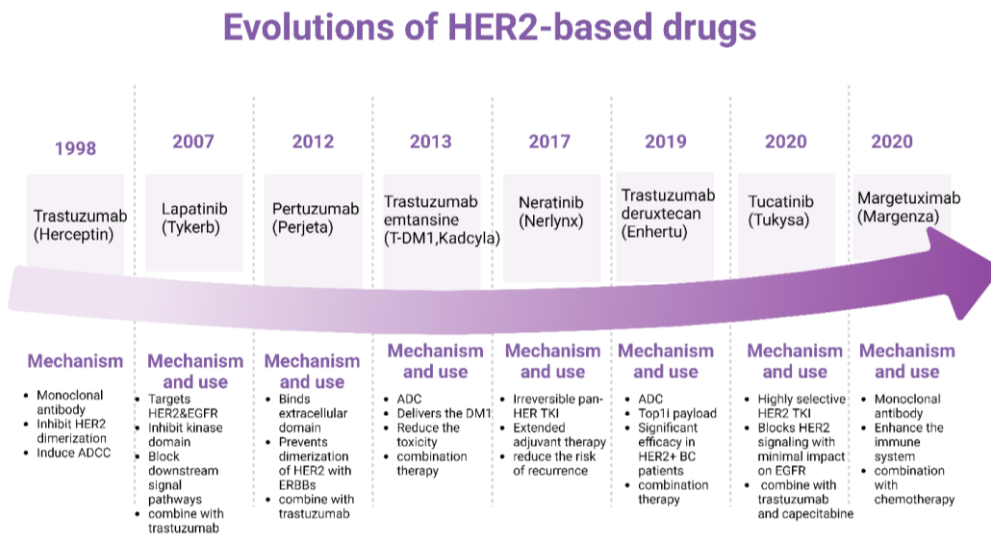 Evolutions of HER2-based drugs
1998
Trastuzumab
(Herceptin)
Mechanism
• Monoclonal
antibody
• Inhibit HER2
dimerization
• Induce ADCC
2007
Lapatinib
(Tykerb)
Mechanism
and use
• Targets
HER2&EGFR
• Inhibit kinase
domain
• Block
downstream
signal
pathways
• combine with
trastuzumab
2012
Pertuzumab
(Perjeta)
Mechanism
and use
• Binds
extracellular
domain
• Prevents
dimerization
of HER2 with
ERBBs
• combine with
trastuzumab
2013
Trastuzumab
emtansine
(T-DM1,Kadcyla)
Mechanism
and use
• ADC
• Delivers the DM1
• Reduce the
toxicity
• combination
therapy
2017
Neratinib
(Nerlynx)
Mechanism
and use
• Irreversible pan-
HER TKI
• Extended
adjuvant therapy
• reduce the risk
of recurrence
2019
Trastuzumab
deruxtecan
(Enhertu)
Mechanism
and use
• ADC
• Top1i payload
• Significant
efficacy in
HER2+ BC
patients
• combination
therapy
2020
Tucatinib
(Tukysa)
Mechanism
and use
• Highly selective
HER2 TKI
• Blocks HER2
signaling with
minimal impact
on EGFR
• combine with
trastuzumab
and capecitabine
2020
Margetuximab
(Margenza)
Mechanism
and use
• Monoclonal
antibody
• Enhance the
immune
system
• combination
with
chemotherapy